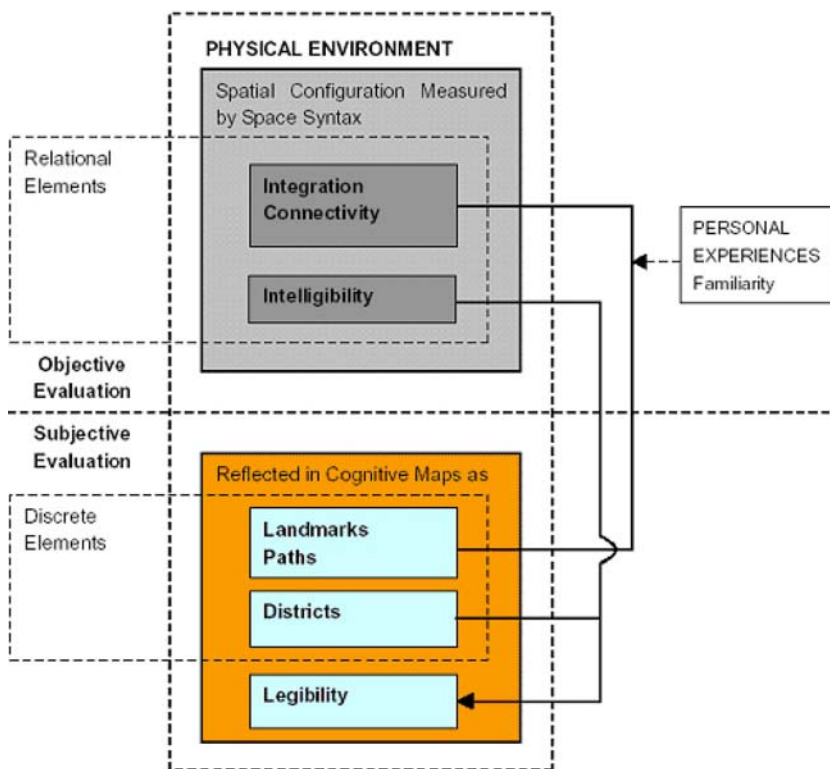 PHYSICAL ENVIRONMENT
Spatial Configuration Measured
by Space Syntax
Relational
Elements
Integration
Connectivity
Intelligibility
PERSONAL
EXPERIENCES
Familiarity
Objective
Evaluation
Subjective
Evaluation
Reflected in Cognitive Maps as
Discrete
Elements
Landmarks
Paths
Districts
Legibility